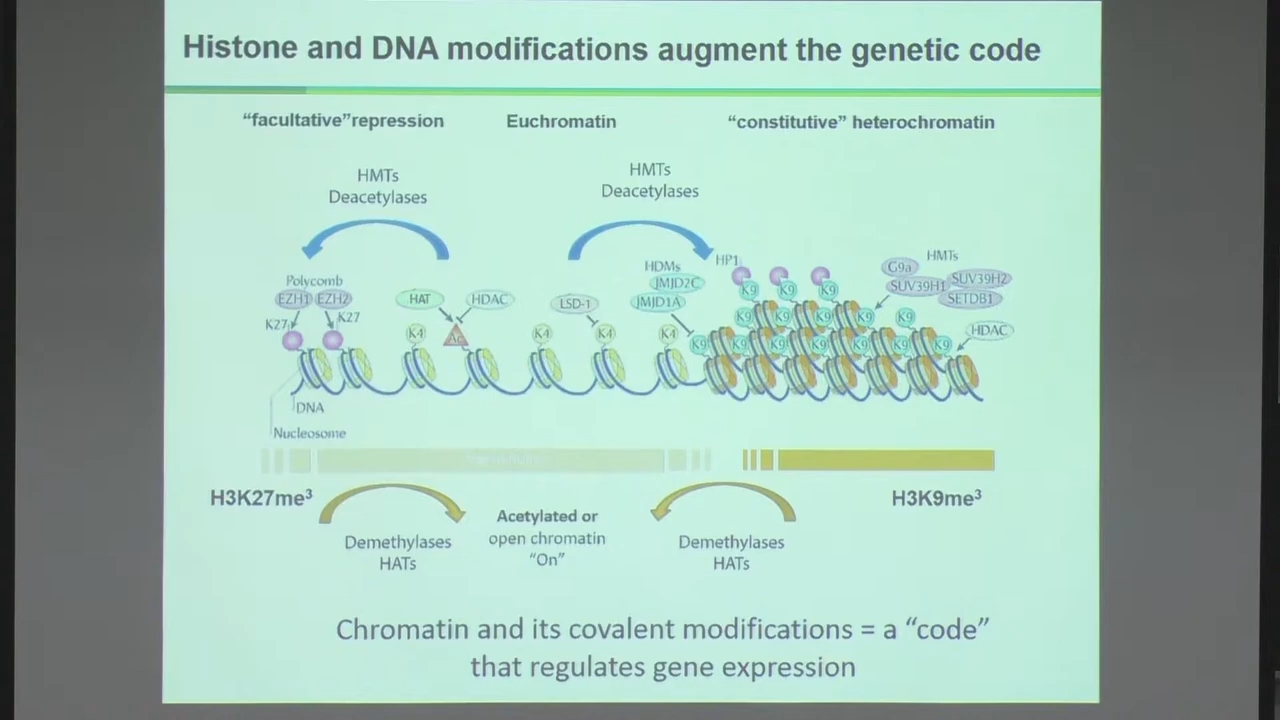 Histone and DNA modifications augment the genetic code
“facultative”repression
Euchromatin
“constitutive” heterochromatin
HMTs
Deacetylases
HMTs
Deacetylases
Polycomb
EZH1 EZH2
K27
K27
HAT
HDAC
K4
Ac
K4
LSD-1
K4
HDMs
JMJD2C
JMJD1A
K4
HP1
K9
K9
K9
HMTs
G9a
SUV39H1
SUV39H2
SETDB1
K9 K9 K9 K9 K9
HDAC
K9 K9 K9 K9 K9 K9 K9
DNA
Nucleosome
H3K27me³
H3K9me³
Demethylases
HATs
Acetylated or
open chromatin
“On”
Demethylases
HATs
Chromatin and its covalent modifications = a “code”
that regulates gene expression